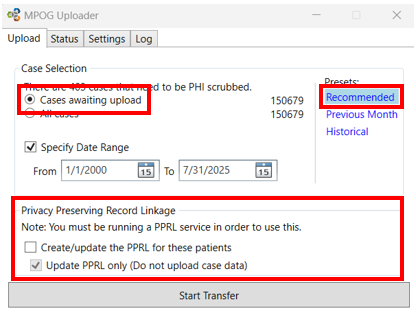 MPOG Uploader
Upload Status Settings Log
Case Selection
There are 403 cases that need to be PHI scrubbed.
Presets:
Cases awaiting upload 150679
Recommended
All cases 150679
Previous Month
Historical
Specify Date Range
From 1/1/2000 15 To 7/31/2025 15
Privacy Preserving Record Linkage
Note: You must be running a PPRL service in order to use this.
Create/update the PPRL for these patients
Update PPRL only (Do not upload case data)
Start Transfer